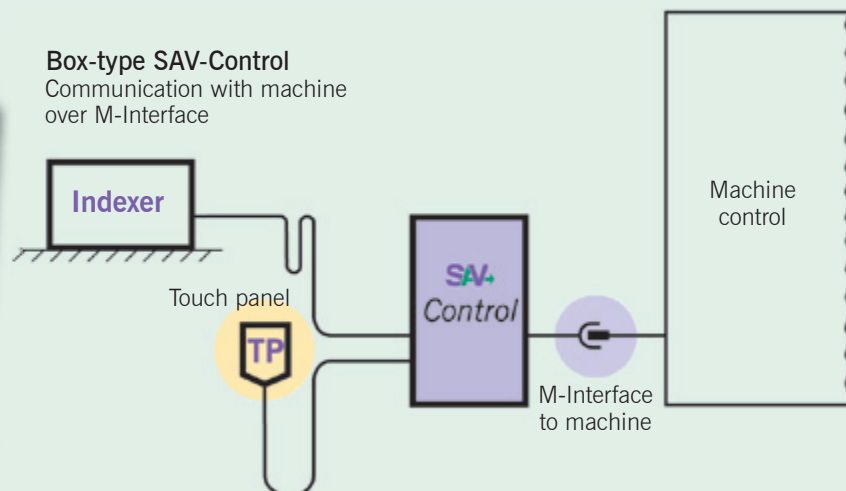 Box-type SAV-Control
Communication with machine
over M-Interface
Indexer
Touch panel
TP
SAV
Control
M-Interface
to machine
Machine
control